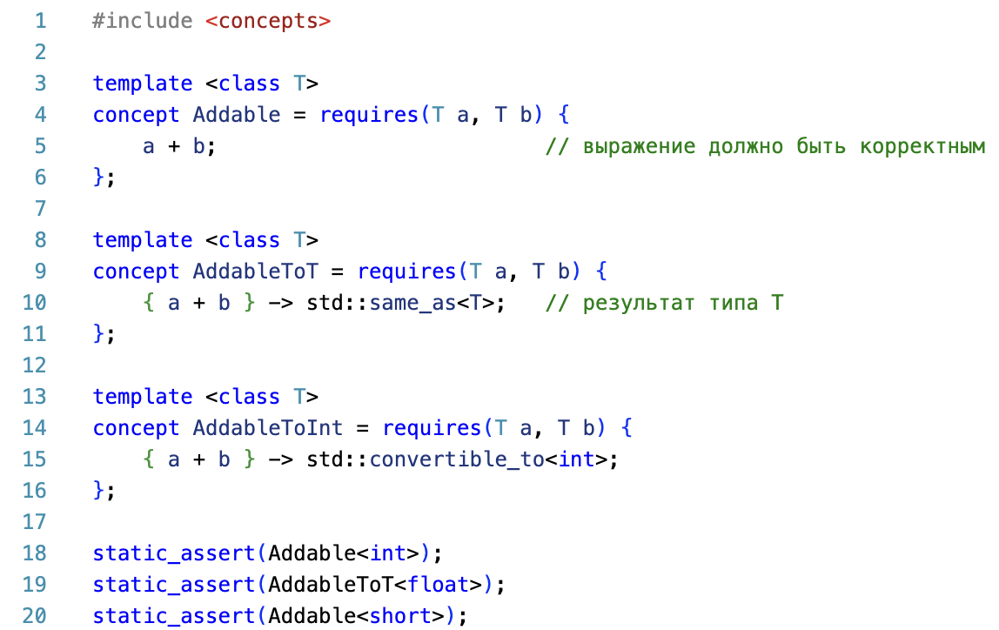 1 #include <concepts>
2
3 template <class T>
4 concept Addable = requires(T a, T b) {
5     a + b;                          // выражение должно быть корректным
6 };
7
8 template <class T>
9 concept AddableToT = requires(T a, T b) {
10     { a + b } -> std::same_as<T>;   // результат типа T
11 };
12
13 template <class T>
14 concept AddableToInt = requires(T a, T b) {
15     { a + b } -> std::convertible_to<int>;
16 };
17
18 static_assert(Addable<int>);
19 static_assert(AddableToT<float>);
20 static_assert(Addable<short>);